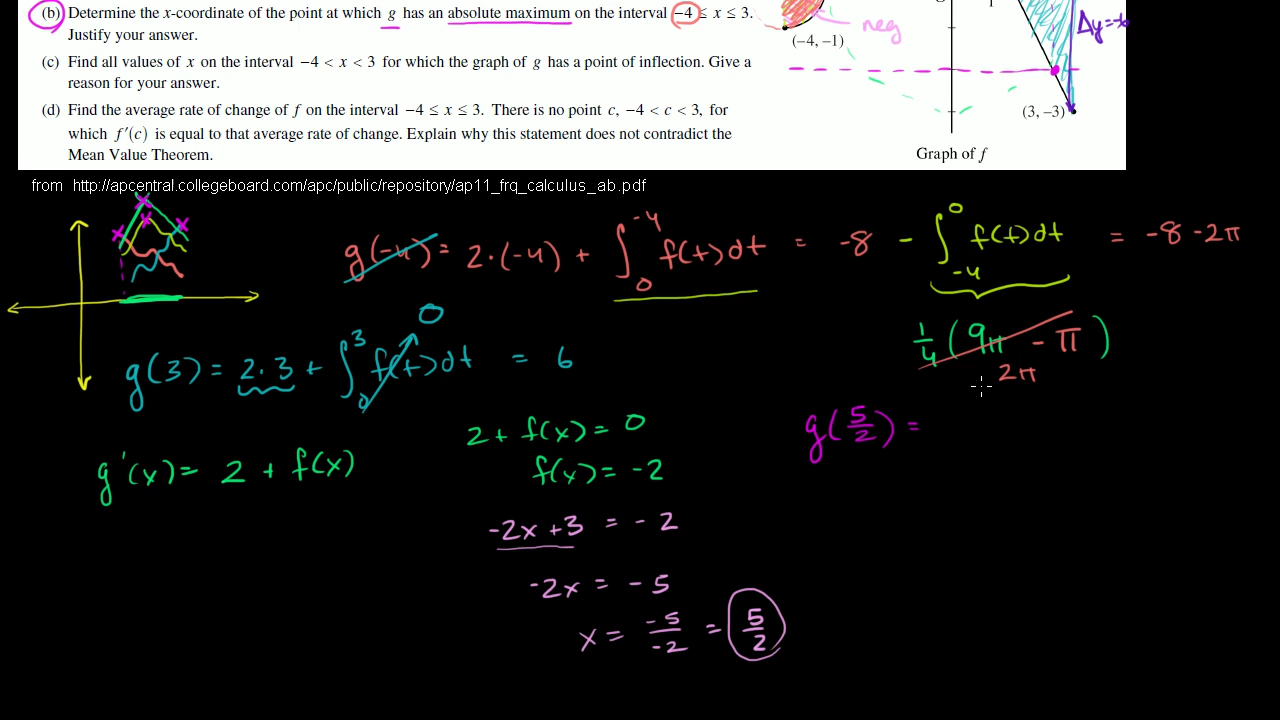 (b) Determine the x-coordinate of the point at which g has an absolute maximum on the interval −4 ≤ x ≤ 3.
Justify your answer.
(c) Find all values of x on the interval −4 < x < 3 for which the graph of g has a point of inflection. Give a
reason for your answer.
(d) Find the average rate of change of f on the interval −4 ≤ x ≤ 3. There is no point c, −4 < c < 3, for
which f′(c) is equal to that average rate of change. Explain why this statement does not contradict the
Mean Value Theorem.
(−4, −1)
neg
(3, −3)
Graph of f
from http://apcentral.collegeboard.com/apc/public/repository/ap11_frq_calculus_ab.pdf
g(-4) = 2·(-4) + ∫₀⁻⁴ f(t)dt = -8 - ∫₋₄⁰ f(t)dt = -8 - 2π
1/4 (9π - π)
2π
0
g(3) = 2·3 + ∫₀³ f(t)dt = 6
g'(x) = 2 + f(x)
2 + f(x) = 0
f(x) = -2
-2x + 3 = -2
-2x = -5
x = -5/-2 = 5/2
g(5/2) =